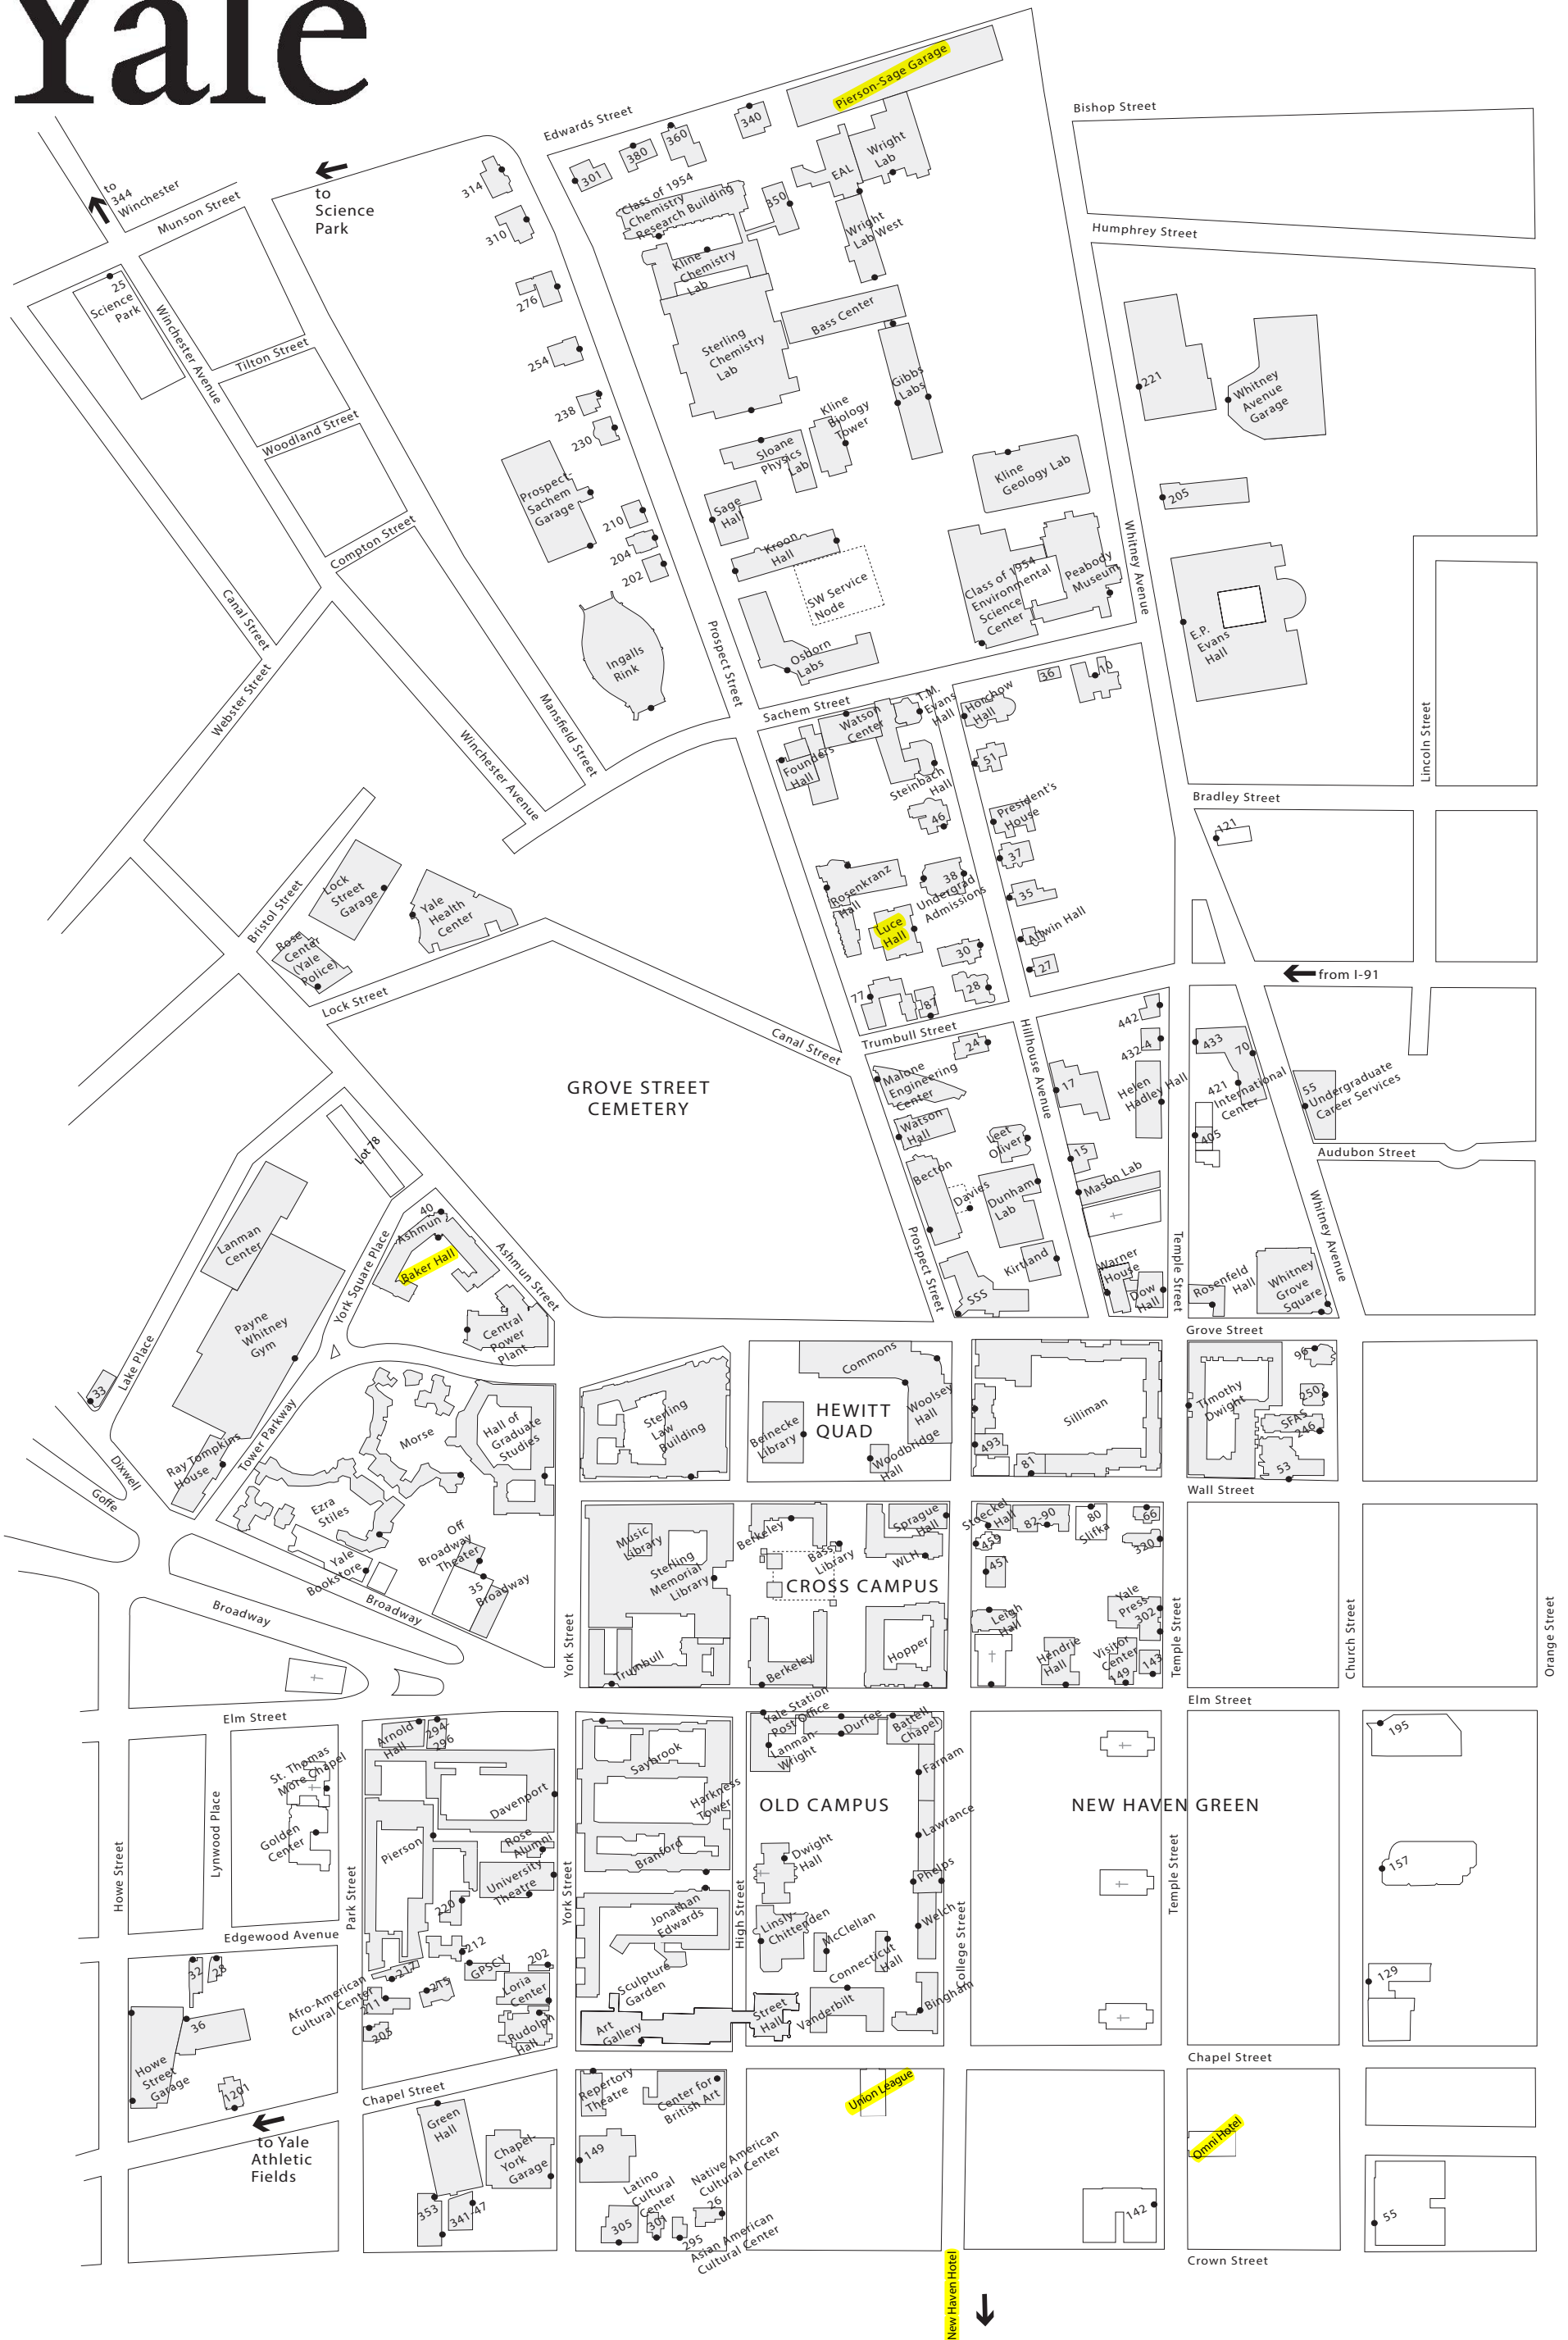 Yale
Pierson-Sage Garage
Bishop Street
Edwards Street
340
360
380
301
Wright
Lab
EAL
to
344
Winchester
to
Science
Park
Munson Street
314
310
Class of 1954
Chemistry
Research Building
350
Wright
Lab West
Humphrey Street
Kline
Chemistry
Lab
25
Science
Park
276
Winchester Avenue
Bass Center
Sterling
Chemistry
Lab
Tilton Street
254
Gibbs
Labs
221
Whitney
Avenue
Garage
238
230
Kline
Biology
Tower
Woodland Street
Sloane
Physics
Lab
Kline
Geology Lab
Prospect-
Sachem
Garage
Sage
Hall
205
210
204
202
Compton Street
Kroon
Hall
SW Service
Node
Class of 1954
Environmental
Science
Center
Peabody
Museum
Whitney Avenue
Canal Street
E.P.
Evans
Hall
Ingalls
Rink
Osborn
Labs
Prospect Street
Webster Street
Sachem Street
36
10
Mansfield Street
Watson
Center
T.M.
Evans
Hall
Horchow
Hall
Founders
Hall
Steinbach
Hall
51
Lincoln Street
Winchester Avenue
46
President's
House
Bradley Street
121
37
Rosenkranz
Hall
38
Undergrad
Admissions
35
Lock
Street
Garage
Yale
Health
Center
Bristol Street
Rose
Center
(Yale
Police)
Luce
Hall
Allwin Hall
30
27
28
77
87
from I-91
Lock Street
Canal Street
Trumbull Street
Hillhouse Avenue
442
432-4
433
70
24
Malone
Engineering
Center
17
Helen
Hadley Hall
421
International
Center
55
Undergraduate
Career Services
GROVE STREET
CEMETERY
Watson
Hall
Leet
Oliver
405
15
Audubon Street
Lot 78
Becton
Davies
Dunham
Lab
Mason Lab
Whitney Avenue
Lanman
Center
40
Ashmun
Baker Hall
York Square Place
Ashmun Street
Prospect Street
Kirtland
Warner
House
Dow
Hall
Temple Street
Rosenfeld
Hall
Whitney
Grove
Square
SSS
Payne
Whitney
Gym
Central
Power
Plant
Grove Street
Lake Place
33
Commons
96
Timothy
Dwight
250
SFAS
246
53
Sterling
Law
Building
Beinecke
Library
HEWITT
QUAD
Woolsey
Hall
Woodbridge
Hall
Silliman
493
81
Morse
Hall of
Graduate
Studies
Tower Parkway
Ray Tompkins
House
Dixwell
Goffe
Ezra
Stiles
Wall Street
Music
Library
Berkeley
Sprague
Hall
Stoeckel
Hall
82-90
80
Slifka
66
320
459
451
Yale
Bookstore
Off
Broadway
Theater
35
Broadway
Broadway
Broadway
Sterling
Memorial
Library
Bass
Library
WLH
CROSS CAMPUS
Leigh
Hall
Yale
Press
302
Temple Street
Church Street
Orange Street
York Street
Trumbull
Berkeley
Hopper
Hendrie
Hall
Visitor
Center
149
143
Elm Street
Elm Street
Arnold
Hall
294-
296
Yale Station
Post Office
Durfee
Battell
Chapel
195
St. Thomas
More Chapel
Saybrook
Lanman-
Wright
Farnam
Davenport
Harkness
Tower
OLD CAMPUS
NEW HAVEN GREEN
Golden
Center
Lynwood Place
Pierson
Rose
Alumni
Lawrance
Branford
Dwight
Hall
157
Howe Street
Park Street
University
Theatre
220
York Street
High Street
Phelps
Temple Street
Jonathan
Edwards
Linsly-
Chittenden
McClellan
Welch
Edgewood Avenue
College Street
32
28
212
GPSCY
202
217
215
211
Afro-American
Cultural Center
205
Loria
Center
Rudolph
Hall
Sculpture
Garden
Connecticut
Hall
129
36
Art
Gallery
Street
Hall
Vanderbilt
Bingham
Howe
Street
Garage
1201
Chapel Street
Chapel Street
Repertory
Theatre
Center for
British Art
Union League
Omni Hotel
to Yale
Athletic
Fields
Green
Hall
Chapel-
York
Garage
149
353
341-47
Latino
Cultural
Center
Native American
Cultural Center
26
305
301
295
Asian American
Cultural Center
142
55
Crown Street
New Haven Hotel